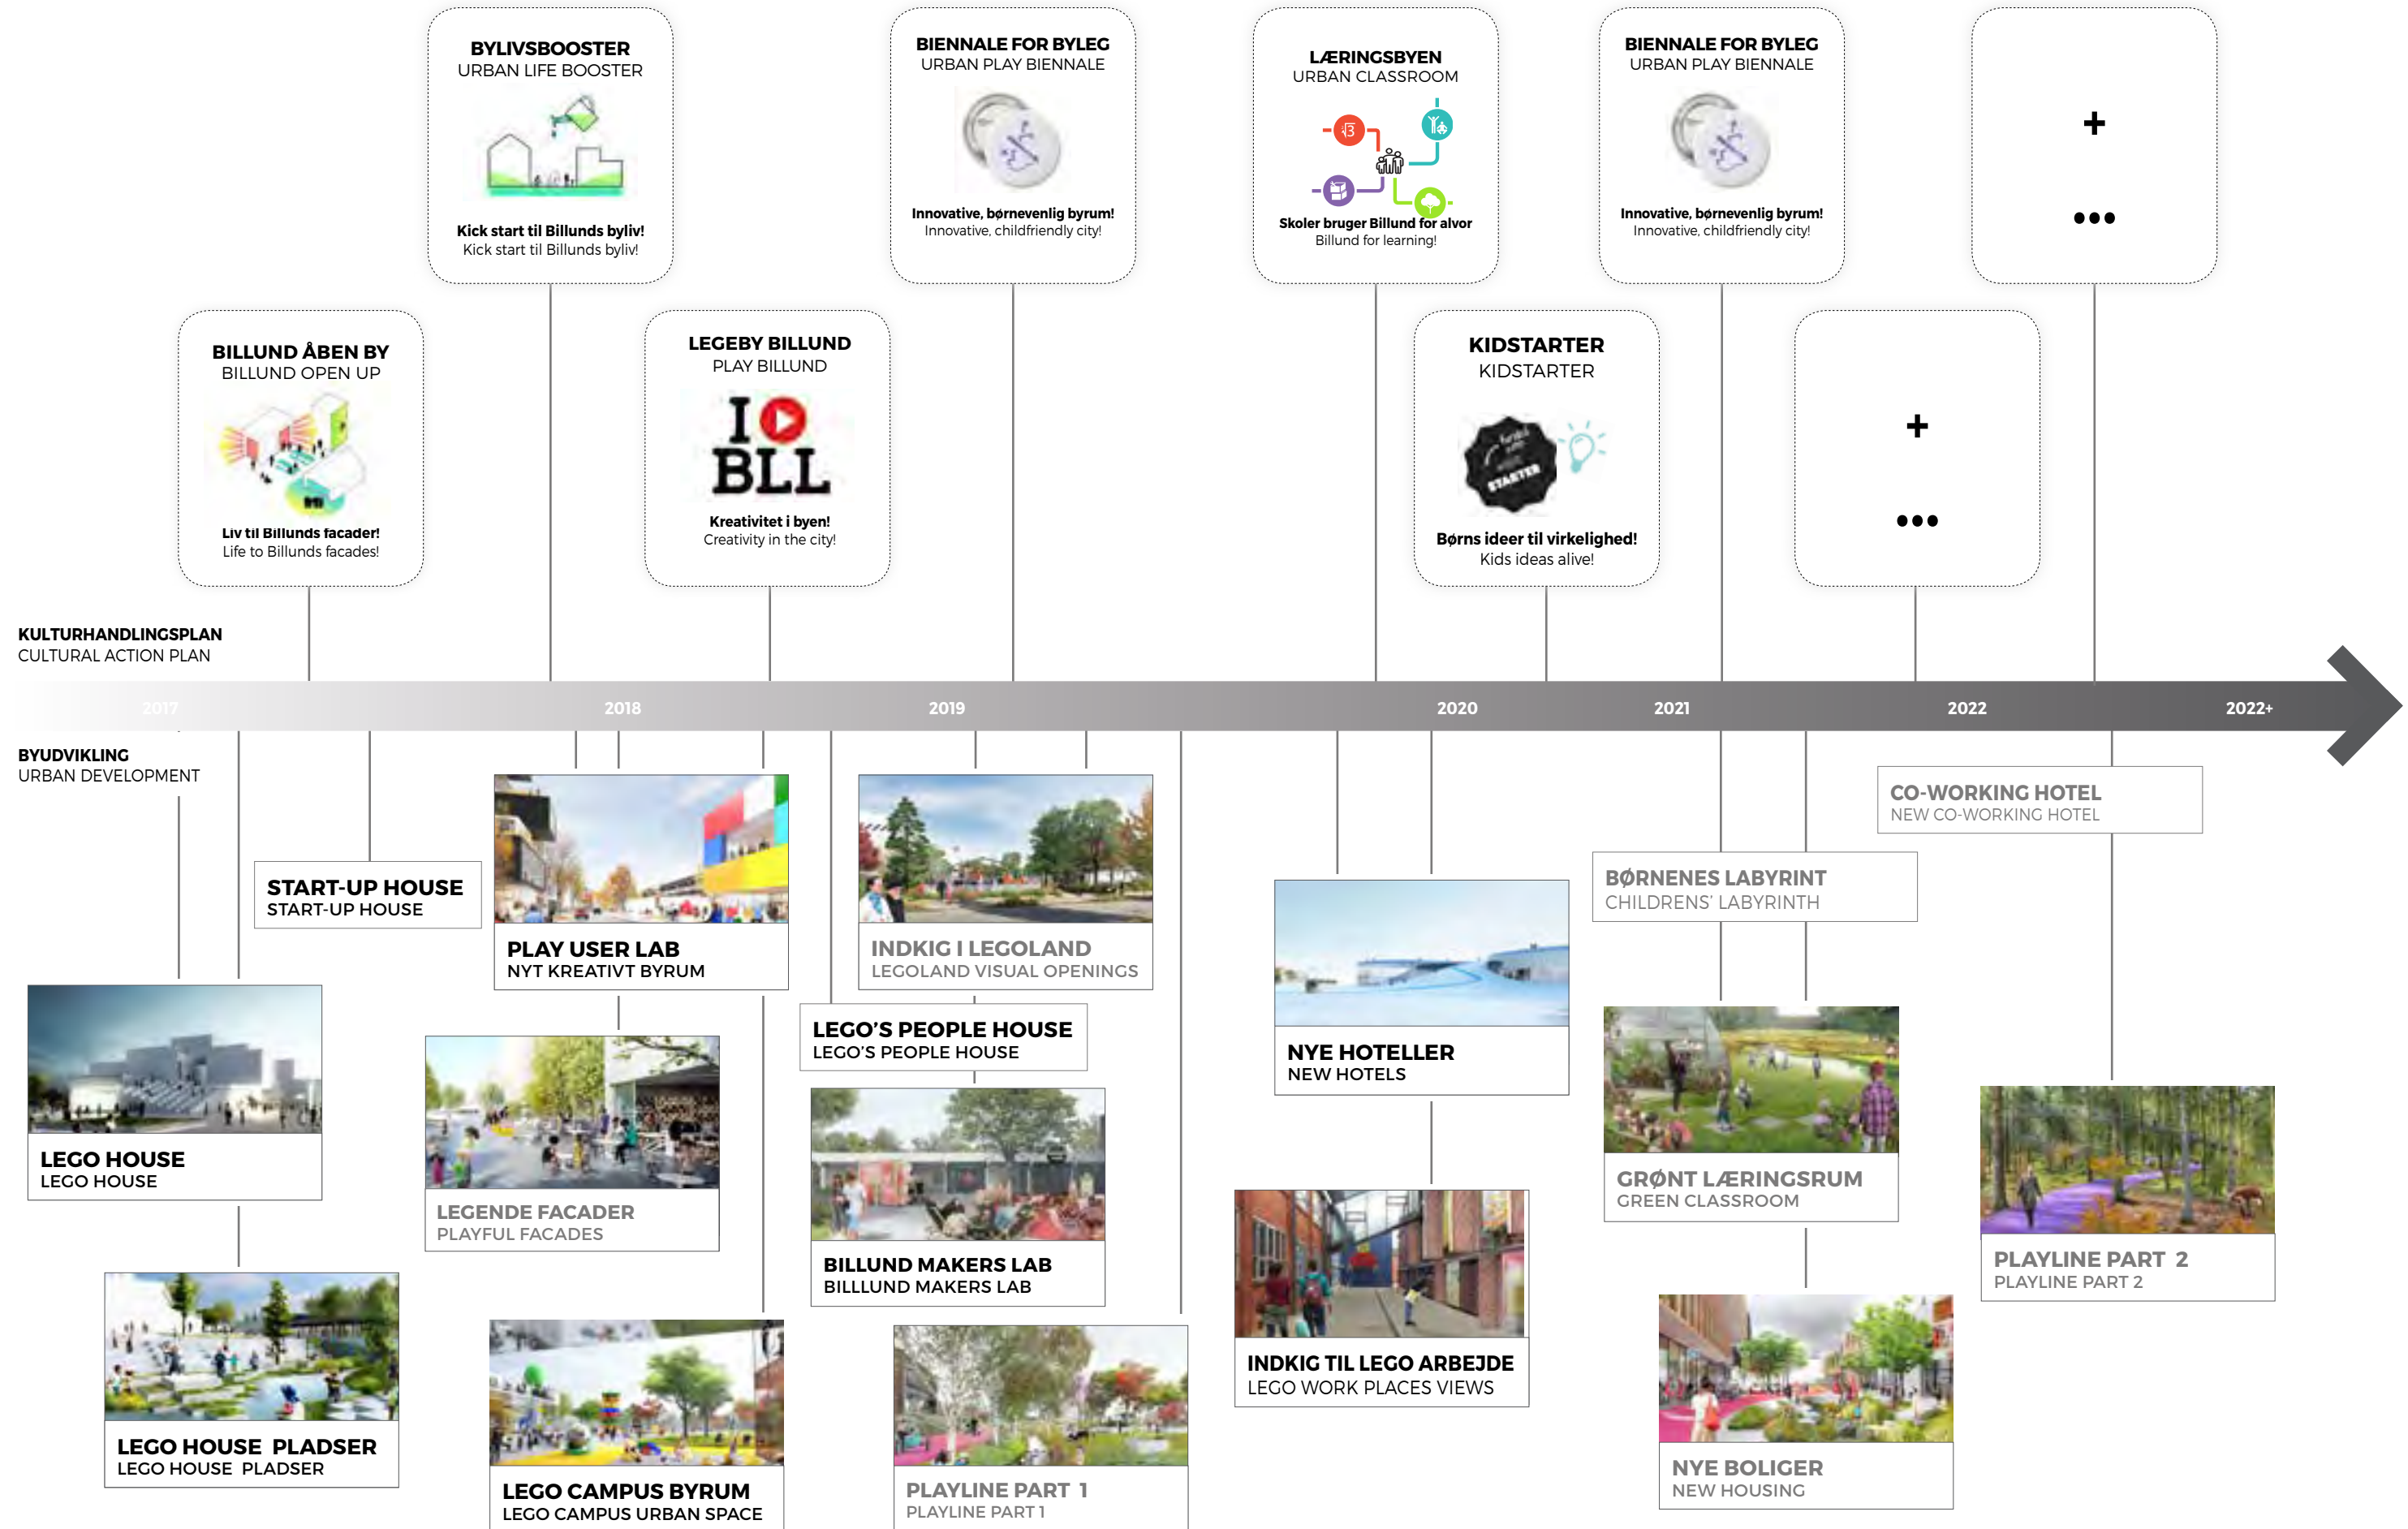 BYLIVSBOOSTER
URBAN LIFE BOOSTER
Kick start til Billunds byliv!
Kick start til Billunds byliv!
BIENNALE FOR BYLEG
URBAN PLAY BIENNALE
Innovative, børnevenlig byrum!
Innovative, childfriendly city!
LÆRINGSBYEN
URBAN CLASSROOM
√3
Skoler bruger Billund for alvor
Billund for learning!
BIENNALE FOR BYLEG
URBAN PLAY BIENNALE
Innovative, børnevenlig byrum!
Innovative, childfriendly city!
+
...
BILLUND ÅBEN BY
BILLUND OPEN UP
Liv til Billunds facader!
Life to Billunds facades!
LEGEBY BILLUND
PLAY BILLUND
I
BLL
Kreativitet i byen!
Creativity in the city!
KIDSTARTER
KIDSTARTER
STARTER
Børns ideer til virkelighed!
Kids ideas alive!
+
...
KULTURHANDLINGSPLAN
CULTURAL ACTION PLAN
2017 2018 2019 2020 2021 2022 2022+
BYUDVIKLING
URBAN DEVELOPMENT
CO-WORKING HOTEL
NEW CO-WORKING HOTEL
START-UP HOUSE
START-UP HOUSE
BØRNENES LABYRINT
CHILDRENS’ LABYRINTH
PLAY USER LAB
NYT KREATIVT BYRUM
INDKIG I LEGOLAND
LEGOLAND VISUAL OPENINGS
LEGO’S PEOPLE HOUSE
LEGO’S PEOPLE HOUSE
NYE HOTELLER
NEW HOTELS
LEGO HOUSE
LEGO HOUSE
LEGENDE FACADER
PLAYFUL FACADES
BILLUND MAKERS LAB
BILLLUND MAKERS LAB
GRØNT LÆRINGSRUM
GREEN CLASSROOM
PLAYLINE PART 2
PLAYLINE PART 2
INDKIG TIL LEGO ARBEJDE
LEGO WORK PLACES VIEWS
LEGO HOUSE PLADSER
LEGO HOUSE PLADSER
LEGO CAMPUS BYRUM
LEGO CAMPUS URBAN SPACE
PLAYLINE PART 1
PLAYLINE PART 1
NYE BOLIGER
NEW HOUSING